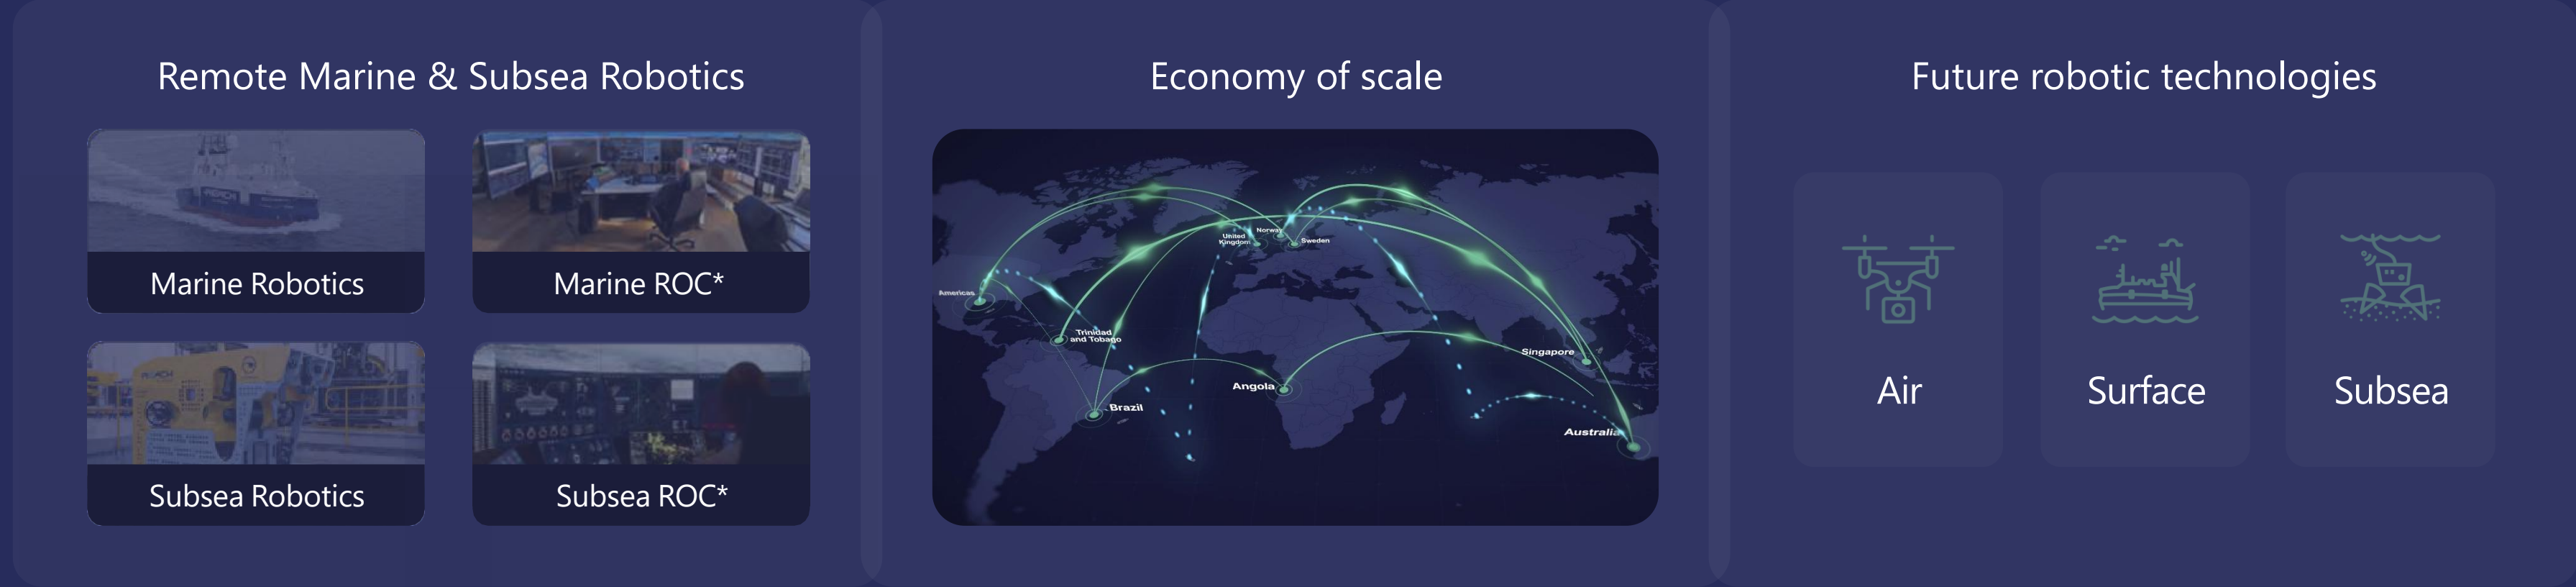 Remote Marine & Subsea Robotics
Marine Robotics
Marine ROC*
REACH
Subsea Robotics
Subsea ROC*
Economy of scale
Norway
United
Kingdom
Sweden
Americas
Trinidad
and Tobago
Singapore
Angola
Brazil
Australia
Future robotic technologies
Air
Surface
Subsea